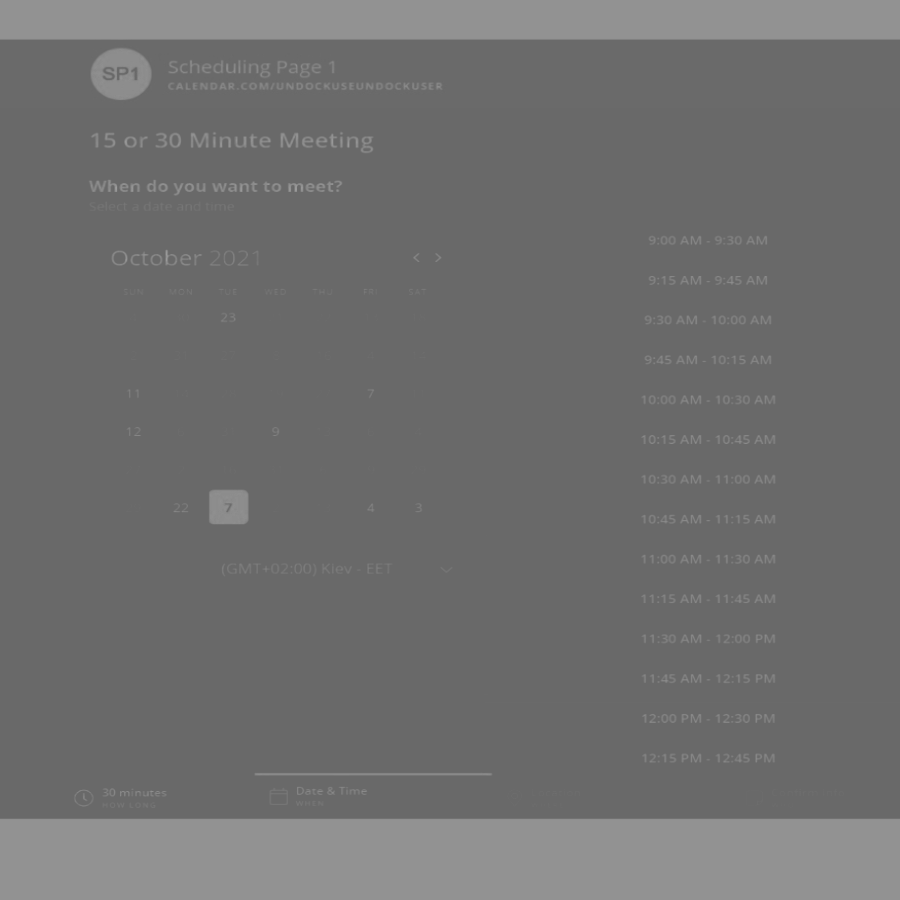 SP1
Scheduling Page 1
CALENDAR.COM/UNDOCKUSEUNDOCKUSER
15 or 30 Minute Meeting
When do you want to meet?
Select a date and time
October 2021 < >
SUN MON TUE WED THU FRI SAT
23
11 7
12 9
22 7 4 3
(GMT+02:00) Kiev - EET
9:00 AM - 9:30 AM
9:15 AM - 9:45 AM
9:30 AM - 10:00 AM
9:45 AM - 10:15 AM
10:00 AM - 10:30 AM
10:15 AM - 10:45 AM
10:30 AM - 11:00 AM
10:45 AM - 11:15 AM
11:00 AM - 11:30 AM
11:15 AM - 11:45 AM
11:30 AM - 12:00 PM
11:45 AM - 12:15 PM
12:00 PM - 12:30 PM
12:15 PM - 12:45 PM
30 minutes
HOW LONG
Date & Time
WHEN